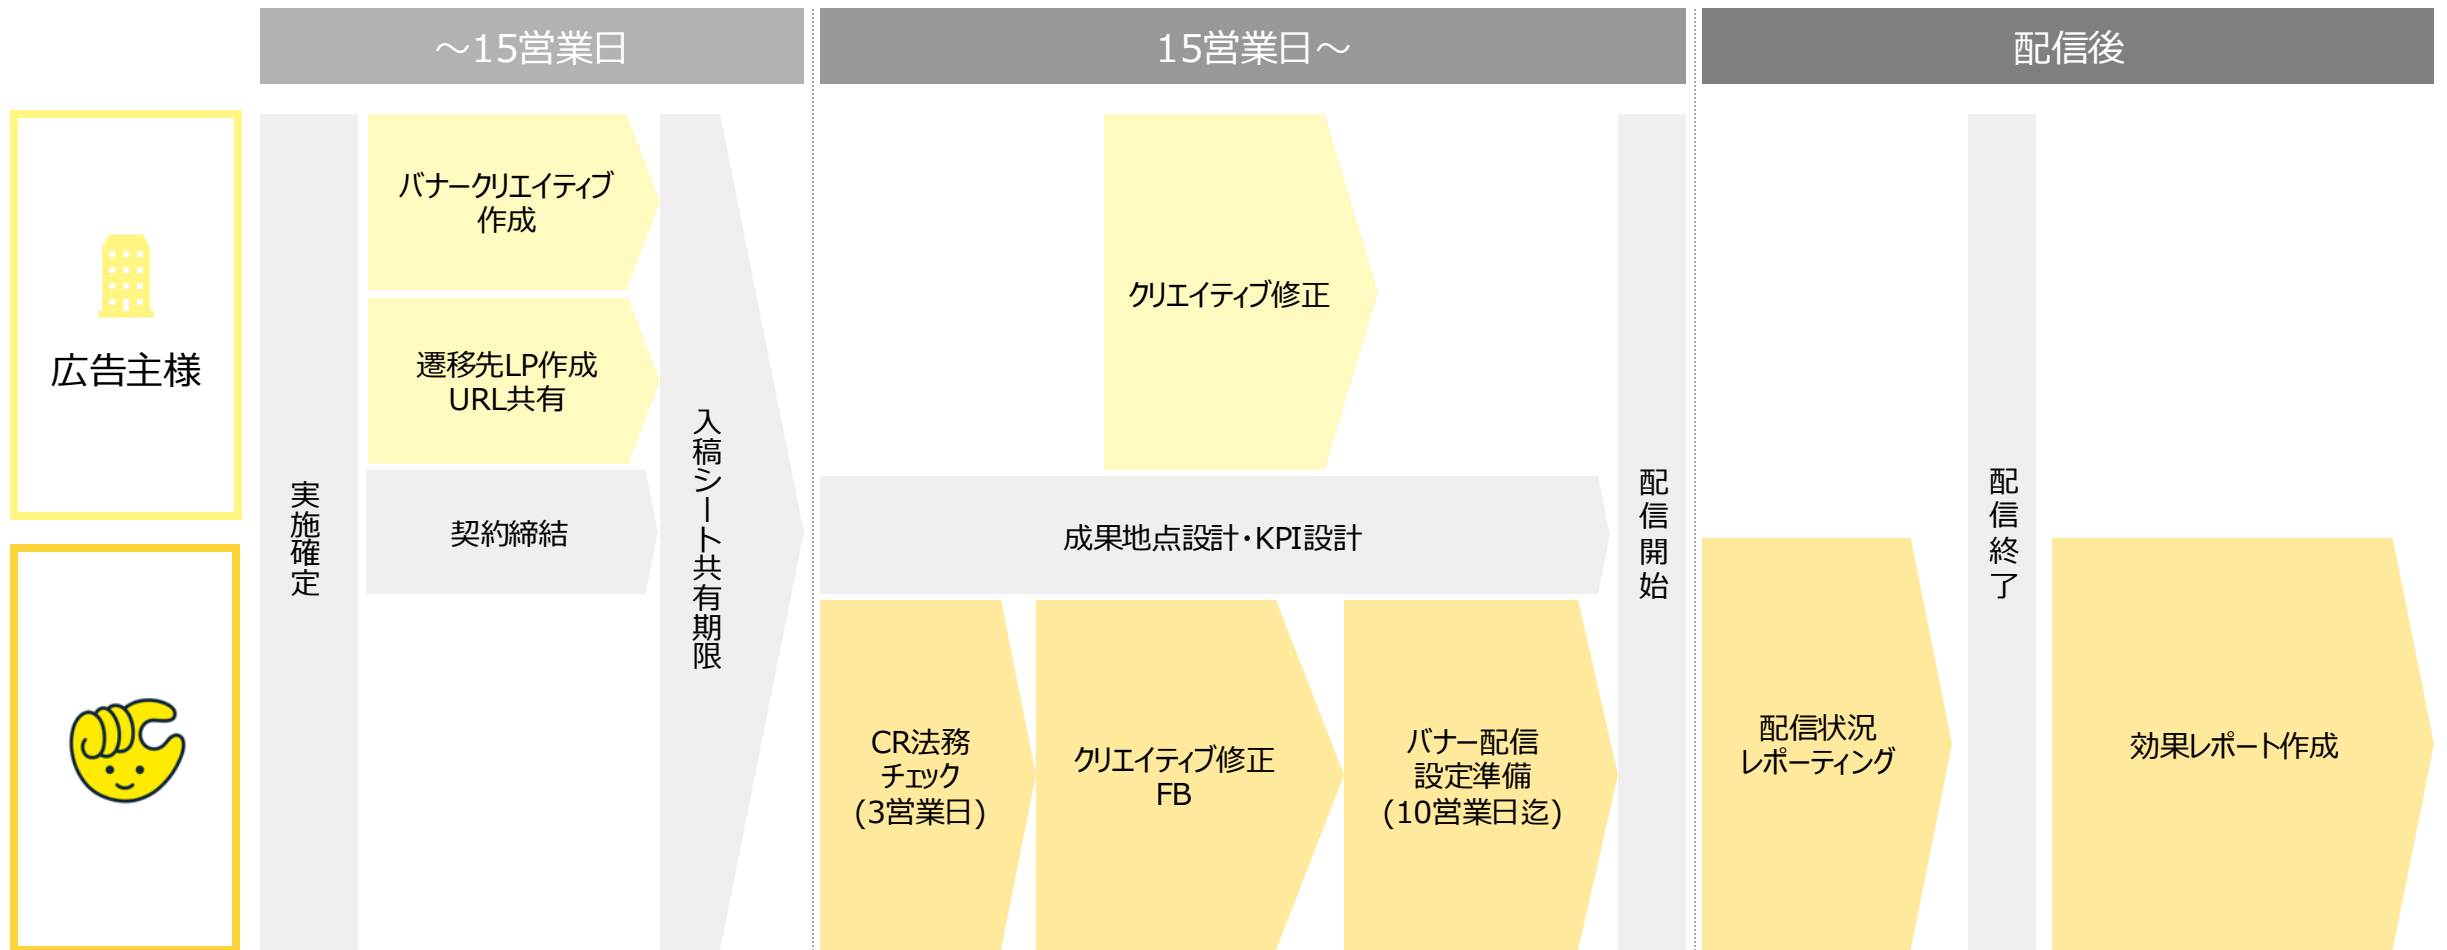 ～15営業日
15営業日～
配信後
広告主様
実施確定
バナークリエイティブ
作成
遷移先LP作成
URL共有
契約締結
入稿シート共有期限
クリエイティブ修正
成果地点設計・KPI設計
CR法務
チェック
(3営業日)
クリエイティブ修正
FB
バナー配信
設定準備
(10営業日迄)
配信開始
配信状況
レポーティング
配信終了
効果レポート作成